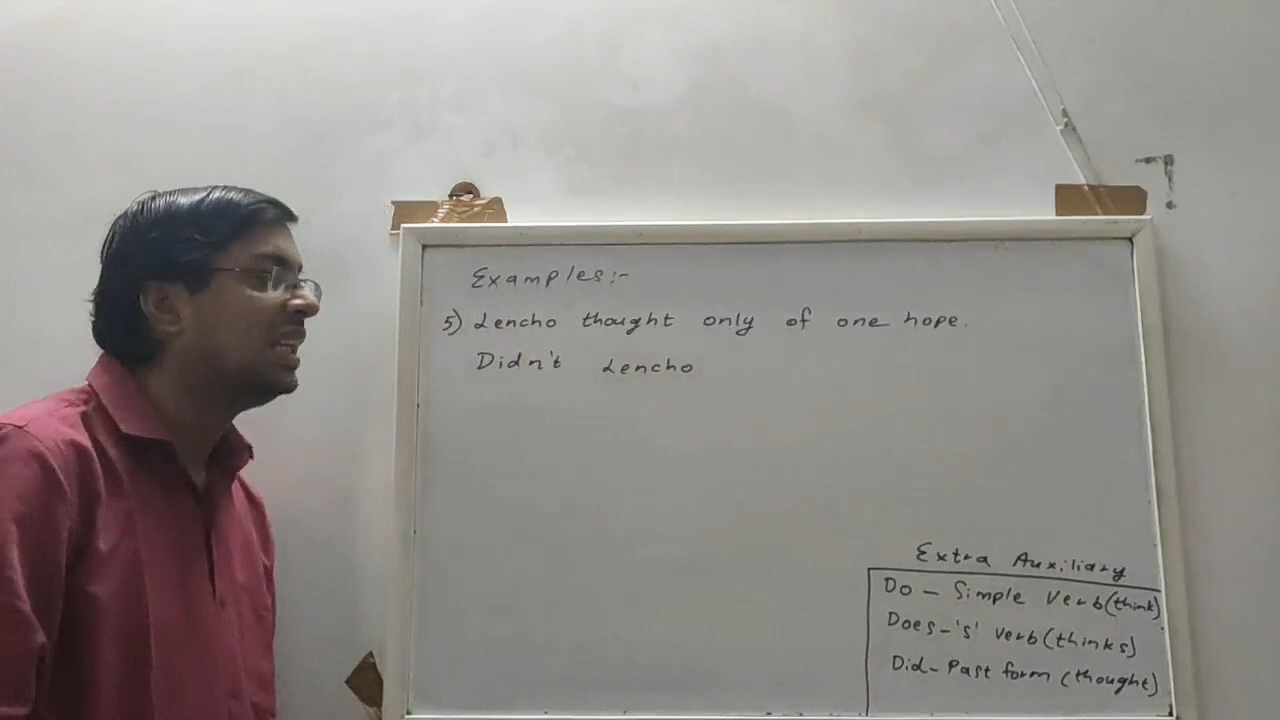 Examples:-
5) Lencho thought only of one hope.
Didn't Lencho
Extra Auxiliary
Do - Simple Verb (think)
Does - 's' verb (thinks)
Did - Past form (thought)